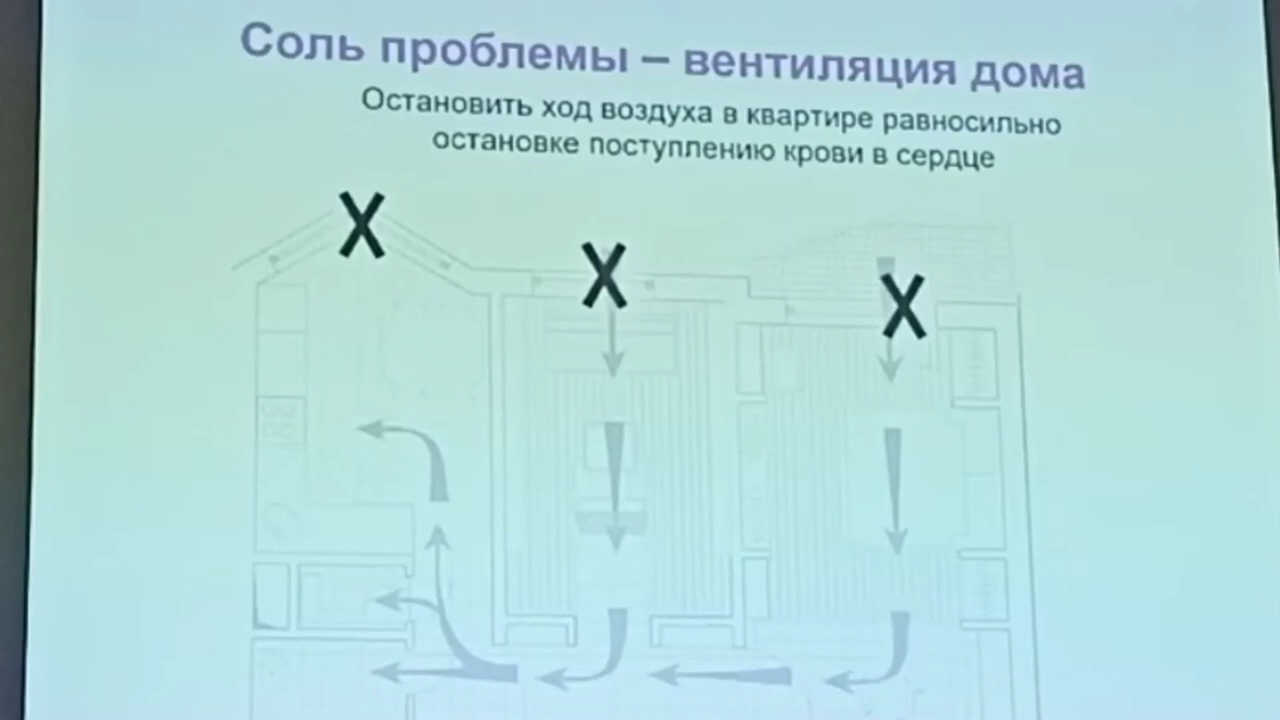 Соль проблемы – вентиляция дома
Остановить ход воздуха в квартире равносильно
остановке поступлению крови в сердце
X
X
X